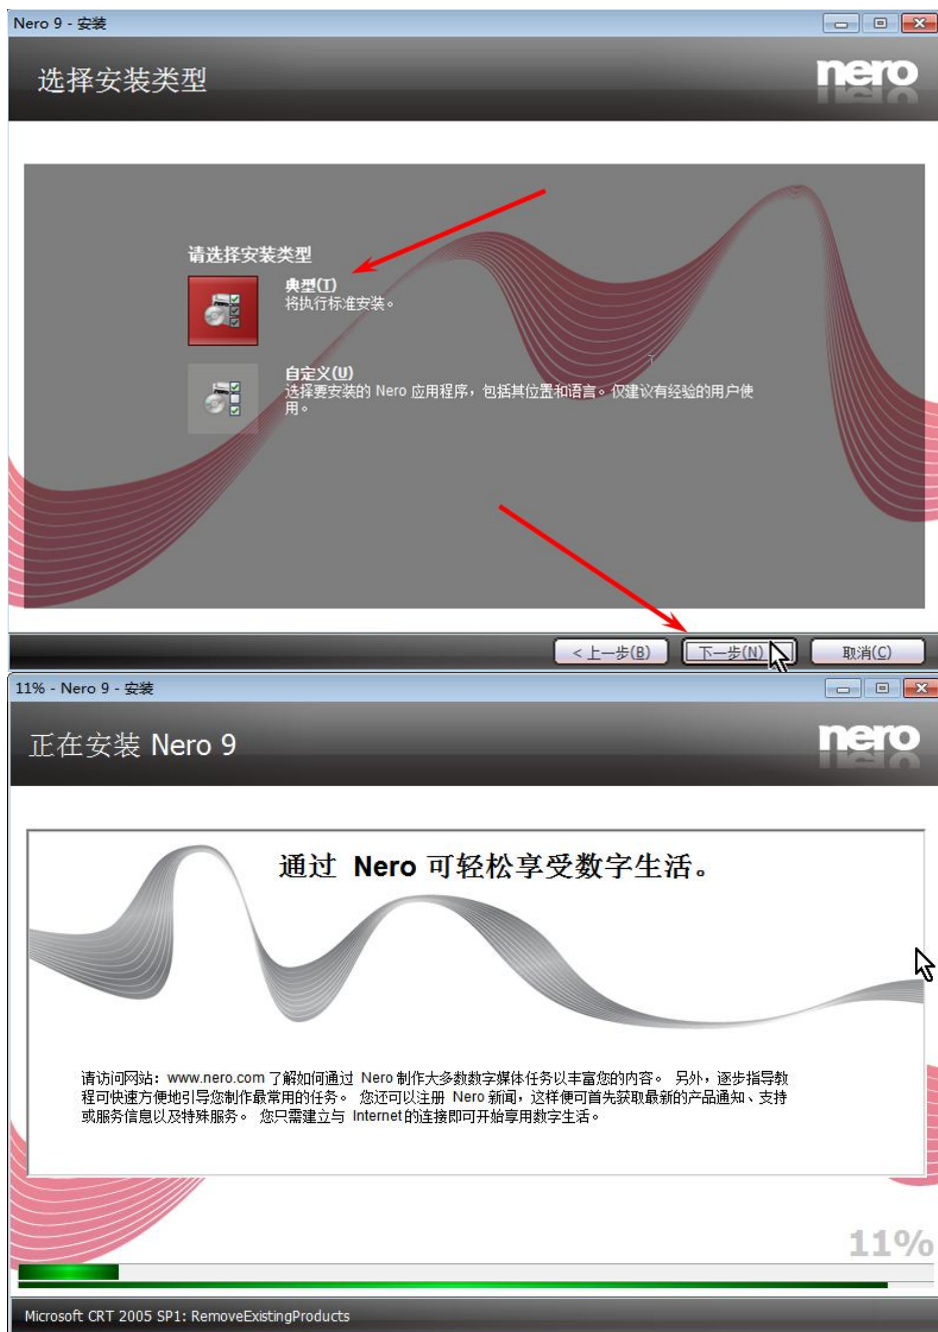 Nero 9 - 安装
选择安装类型
nero
请选择安装类型
典型(T)
将执行标准安装。
自定义(U)
选择要安装的 Nero 应用程序，包括其位置和语言。仅建议有经验的用户使
用。
< 上一步(B) 下一步(N) 取消(C)
11% - Nero 9 - 安装
正在安装 Nero 9
nero
通过 Nero 可轻松享受数字生活。
请访问网站：www.nero.com 了解如何通过 Nero 制作大多数数字媒体任务以丰富您的内容。 另外，逐步指导教
程可快速方便地引导您制作最常用的任务。 您还可以注册 Nero 新闻，这样便可首先获取最新的产品通知、支持
或服务信息以及特殊服务。 您只需建立与 Internet 的连接即可开始享用数字生活。
11%
Microsoft CRT 2005 SP1: RemoveExistingProducts